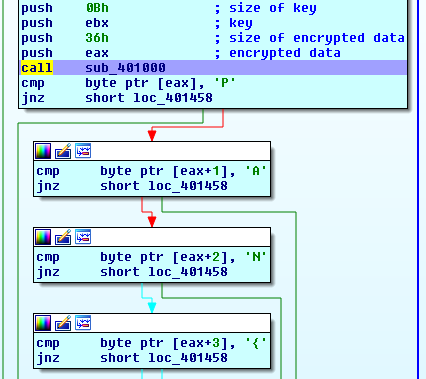 push 0Bh ; size of key
push ebx ; key
push 36h ; size of encrypted data
push eax ; encrypted data
call sub_401000
cmp byte ptr [eax], 'P'
jnz short loc_401458
cmp byte ptr [eax+1], 'A'
jnz short loc_401458
cmp byte ptr [eax+2], 'N'
jnz short loc_401458
cmp byte ptr [eax+3], '{'
jnz short loc_401458